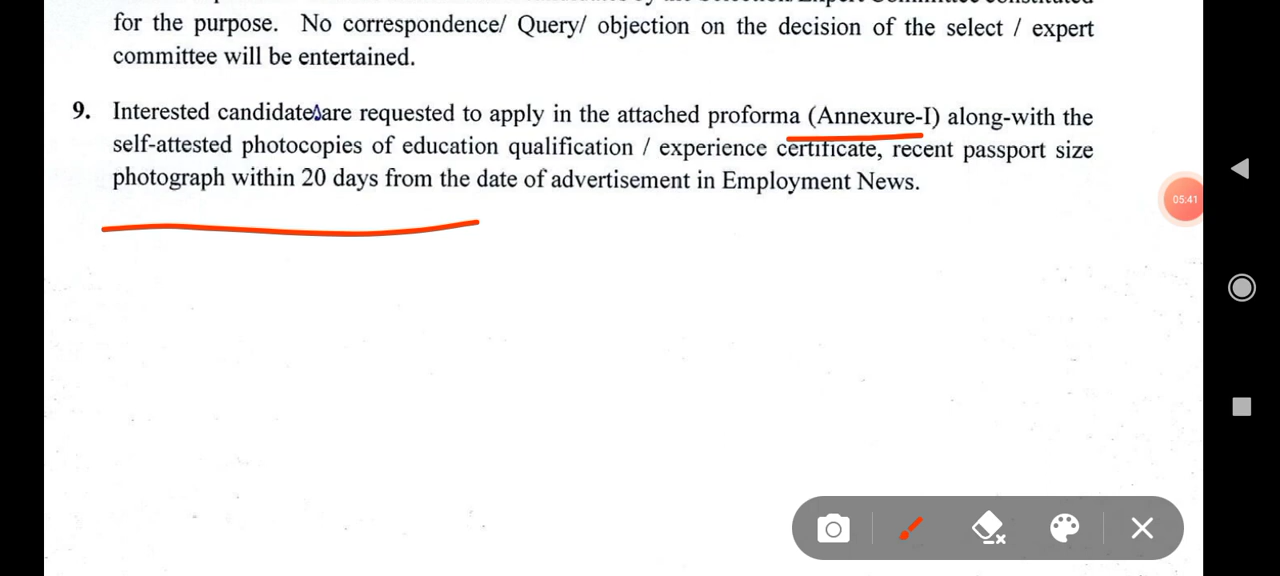 for the purpose. No correspondence/ Query/ objection on the decision of the select / expert
committee will be entertained.
9. Interested candidates are requested to apply in the attached proforma (Annexure-I) along-with the
self-attested photocopies of education qualification / experience certificate, recent passport size
photograph within 20 days from the date of advertisement in Employment News.
05:41